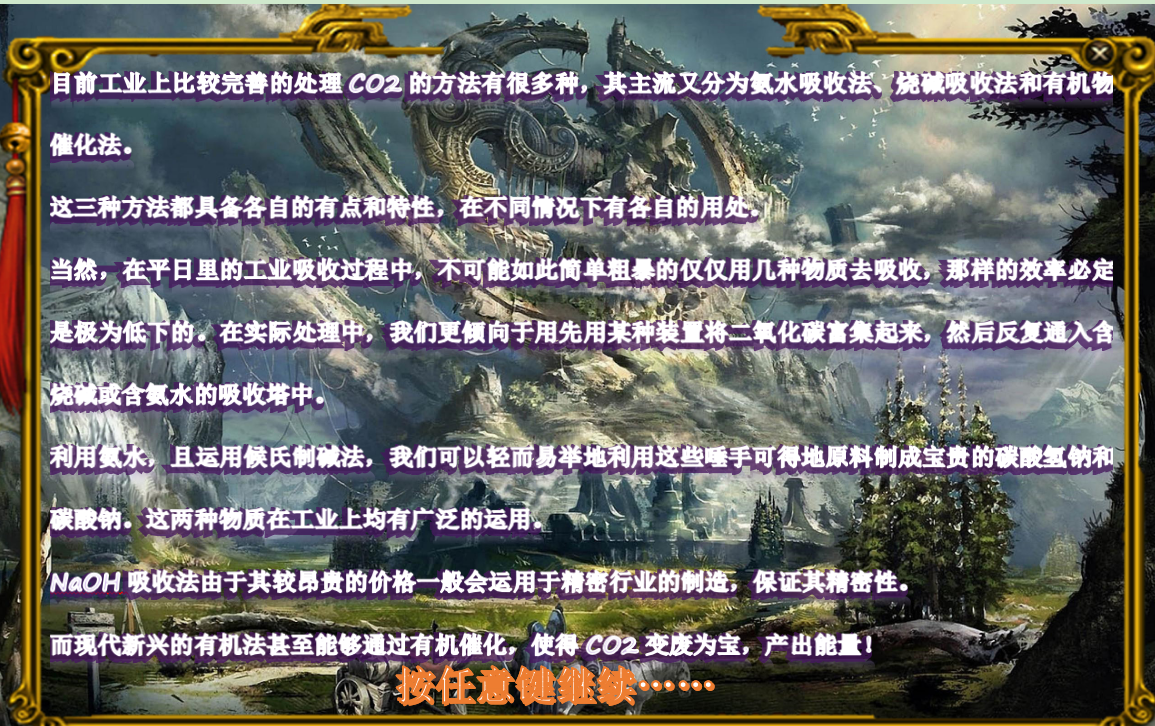 目前工业上比较完善的处理 CO2 的方法有很多种，其主流又分为氨水吸收法、烧碱吸收法和有机物
催化法。
这三种方法都具备各自的有点和特性，在不同情况下有各自的用处。
当然，在平日里的工业吸收过程中，不可能如此简单粗暴的仅仅用几种物质去吸收，那样的效率必定
是极为低下的。在实际处理中，我们更倾向于用先用某种装置将二氧化碳富集起来，然后反复通入含
烧碱或含氨水的吸收塔中。
利用氨水，且运用候氏制碱法，我们可以轻而易举地利用这些唾手可得地原料制成宝贵的碳酸氢钠和
碳酸钠。这两种物质在工业上均有广泛的运用。
NaOH 吸收法由于其较昂贵的价格一般会运用于精密行业的制造，保证其精密性。
而现代新兴的有机法甚至能够通过有机催化，使得 CO2 变废为宝，产出能量！
按任意键继续……